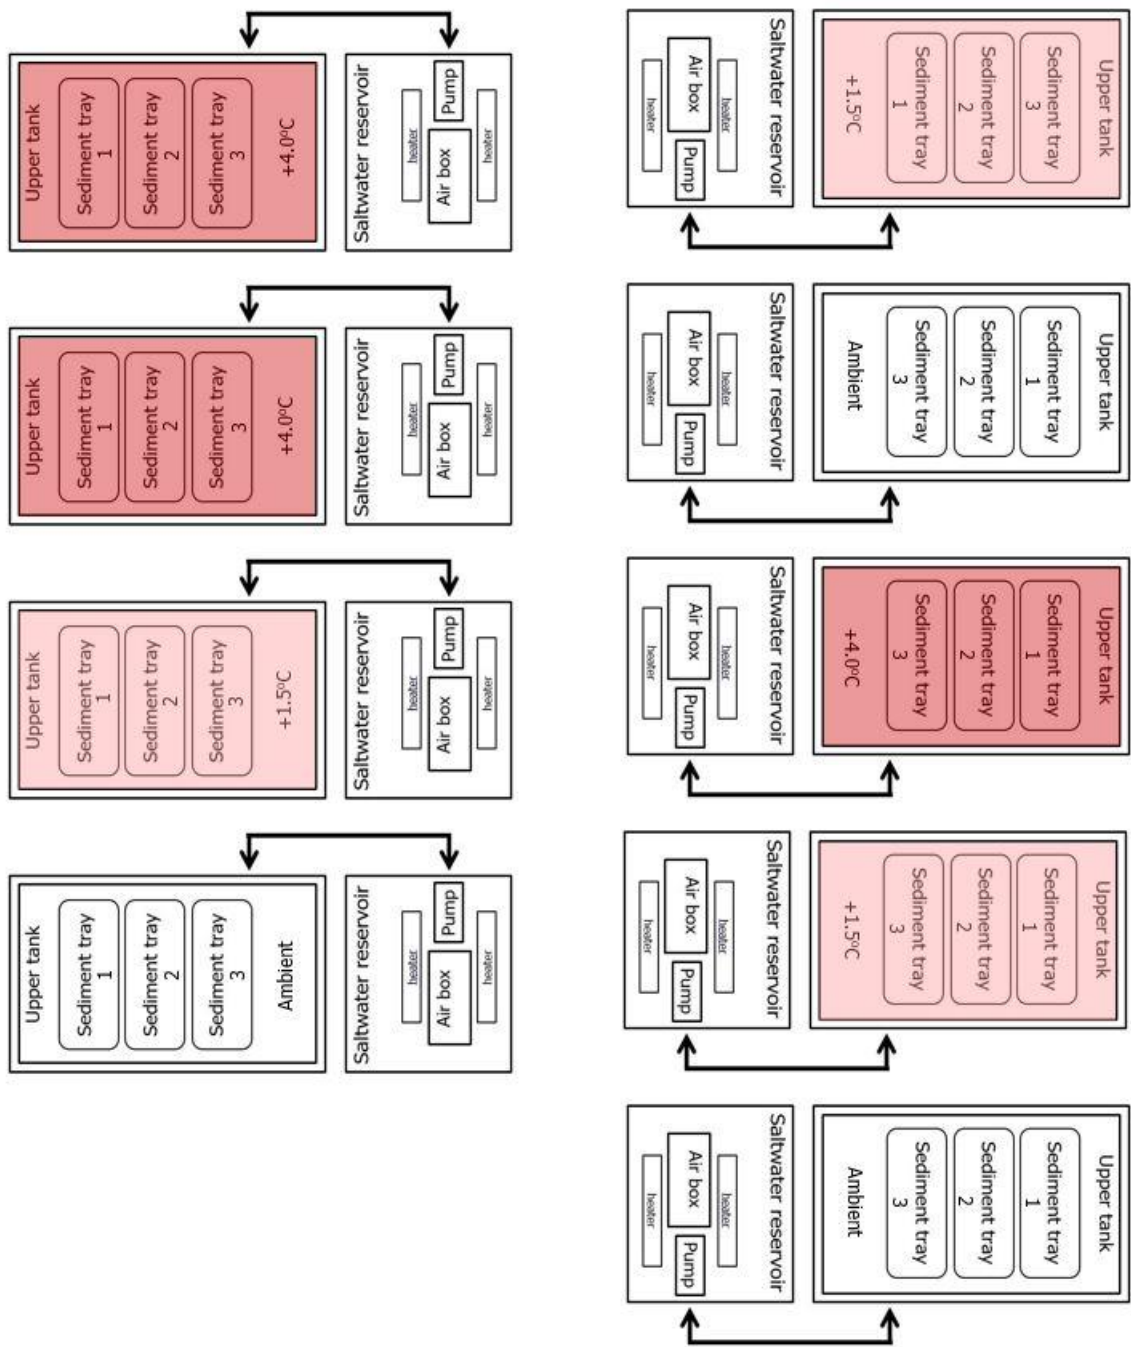 Upper tank
Sediment tray
1
Sediment tray
2
Sediment tray
3
+4.0°C
Saltwater reservoir
heater
Pump
Air box
heater
Upper tank
Sediment tray
1
Sediment tray
2
Sediment tray
3
+4.0°C
Saltwater reservoir
heater
Pump
Air box
heater
Upper tank
Sediment tray
1
Sediment tray
2
Sediment tray
3
+1.5°C
Saltwater reservoir
heater
Pump
Air box
heater
Upper tank
Sediment tray
1
Sediment tray
2
Sediment tray
3
Ambient
Saltwater reservoir
heater
Pump
Air box
heater
Saltwater reservoir
heater
Air box
Pump
heater
Upper tank
Sediment tray
3
Sediment tray
2
Sediment tray
1
+1.5°C
Saltwater reservoir
heater
Air box
Pump
heater
Upper tank
Sediment tray
1
Sediment tray
2
Sediment tray
3
Ambient
Saltwater reservoir
heater
Air box
Pump
heater
Upper tank
Sediment tray
1
Sediment tray
2
Sediment tray
3
+4.0°C
Saltwater reservoir
heater
Air box
Pump
heater
Upper tank
Sediment tray
1
Sediment tray
2
Sediment tray
3
+1.5°C
Saltwater reservoir
heater
Air box
Pump
heater
Upper tank
Sediment tray
1
Sediment tray
2
Sediment tray
3
Ambient